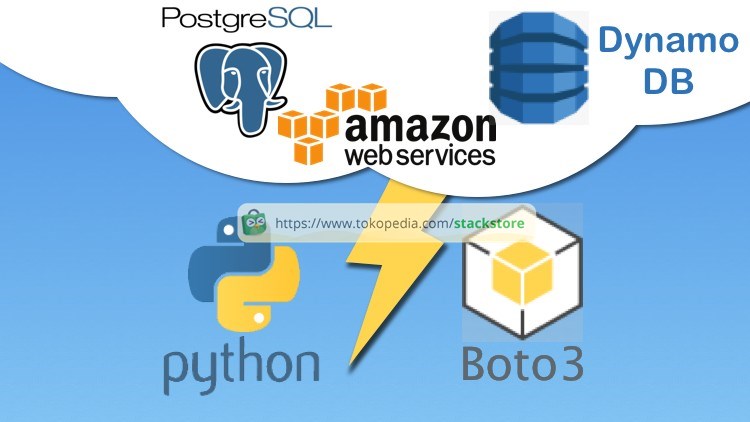 PostgreSQL
Dynamo
DB
amazon
web services
https://www.tokopedia.com/stackstore
python
Boto3